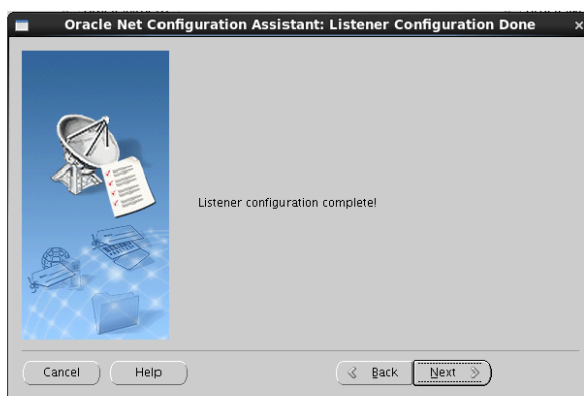 Oracle Net Configuration Assistant: Listener Configuration Done
Listener configuration complete!
Cancel
Help
Back
Next